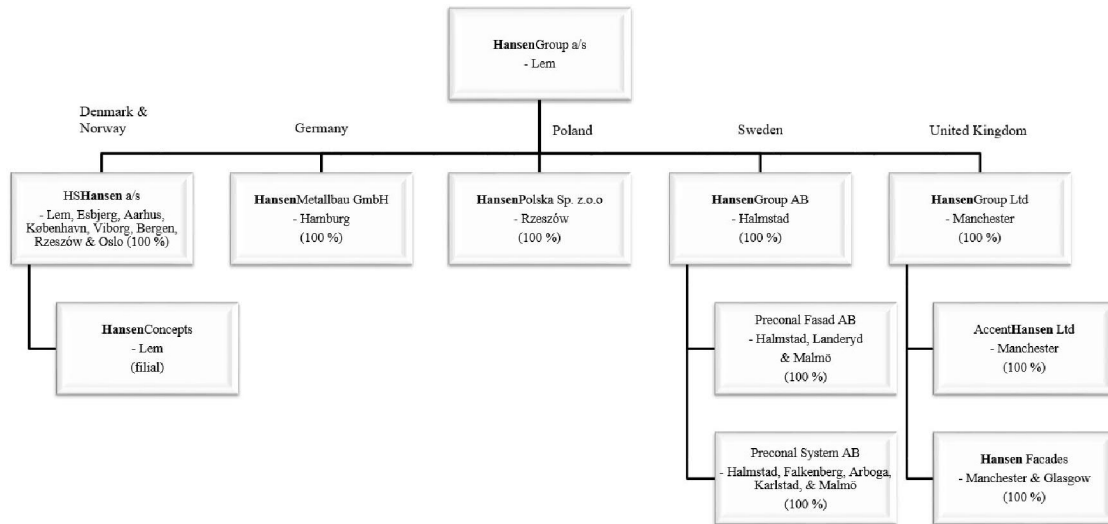 HansenGroup a/s
- Lem
Denmark &
Norway
Germany
Poland
Sweden
United Kingdom
HSHansen a/s
- Lem, Esbjerg, Aarhus,
København, Viborg, Bergen,
Rzeszów & Oslo (100 %)
HansenMetallbau GmbH
- Hamburg
(100 %)
HansenPolska Sp. z.o.o
- Rzeszów
(100 %)
HansenGroup AB
- Halmstad
(100 %)
HansenGroup Ltd
- Manchester
(100 %)
HansenConcepts
- Lem
(filial)
Preconal Fasad AB
- Halmstad, Landeryd
& Malmö
(100 %)
AccentHansen Ltd
- Manchester
(100 %)
Preconal System AB
- Halmstad, Falkenberg, Arboga,
Karlstad, & Malmö
(100 %)
Hansen Facades
- Manchester & Glasgow
(100 %)